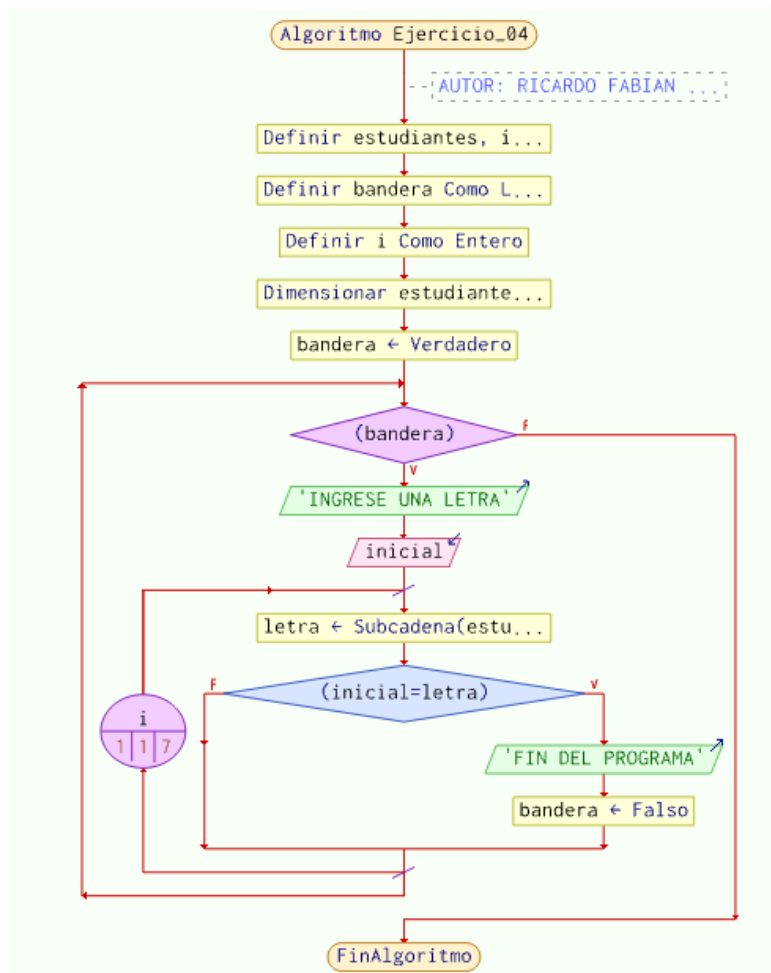 Algoritmo Ejercicio_04
AUTOR: RICARDO FABIAN ...
Definir estudiantes, i...
Definir bandera Como L...
Definir i Como Entero
Dimensionar estudiante...
bandera ← Verdadero
(bandera)
F
V
'INGRESE UNA LETRA'
inicial
letra ← Subcadena(estu...
F
(inicial=letra)
V
i
1 1 7
'FIN DEL PROGRAMA'
bandera ← Falso
FinAlgoritmo